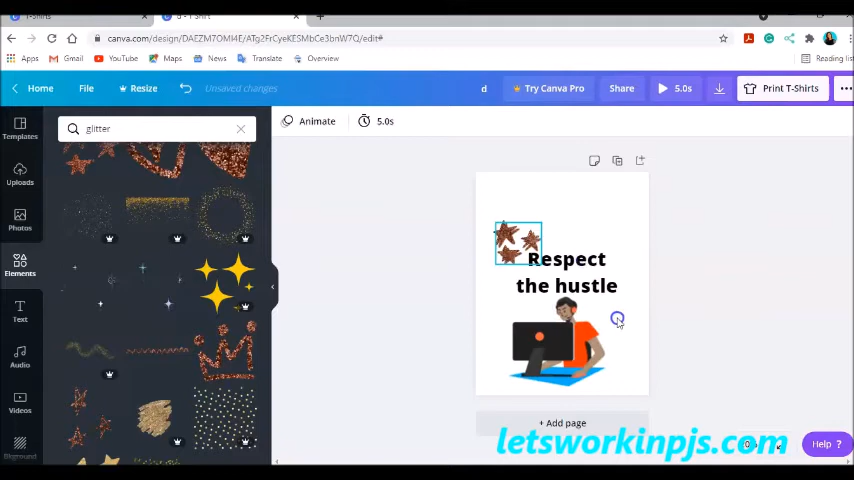 T-Shirts
d - T Shirt
canva.com/design/DAEZM7OMI4E/ATg2FrCyeKESMbCe3bnW7Q/edit#
Apps
Gmail
YouTube
Maps
News
Translate
Overview
Reading list
Home
File
Resize
Unsaved changes
d
Try Canva Pro
Share
5.0s
Print T-Shirts
Templates
glitter
Animate
5.0s
Uploads
Photos
Elements
Text
Audio
Videos
Bkground
Respect
the hustle
+ Add page
letsworkinpjs.com
Help ?